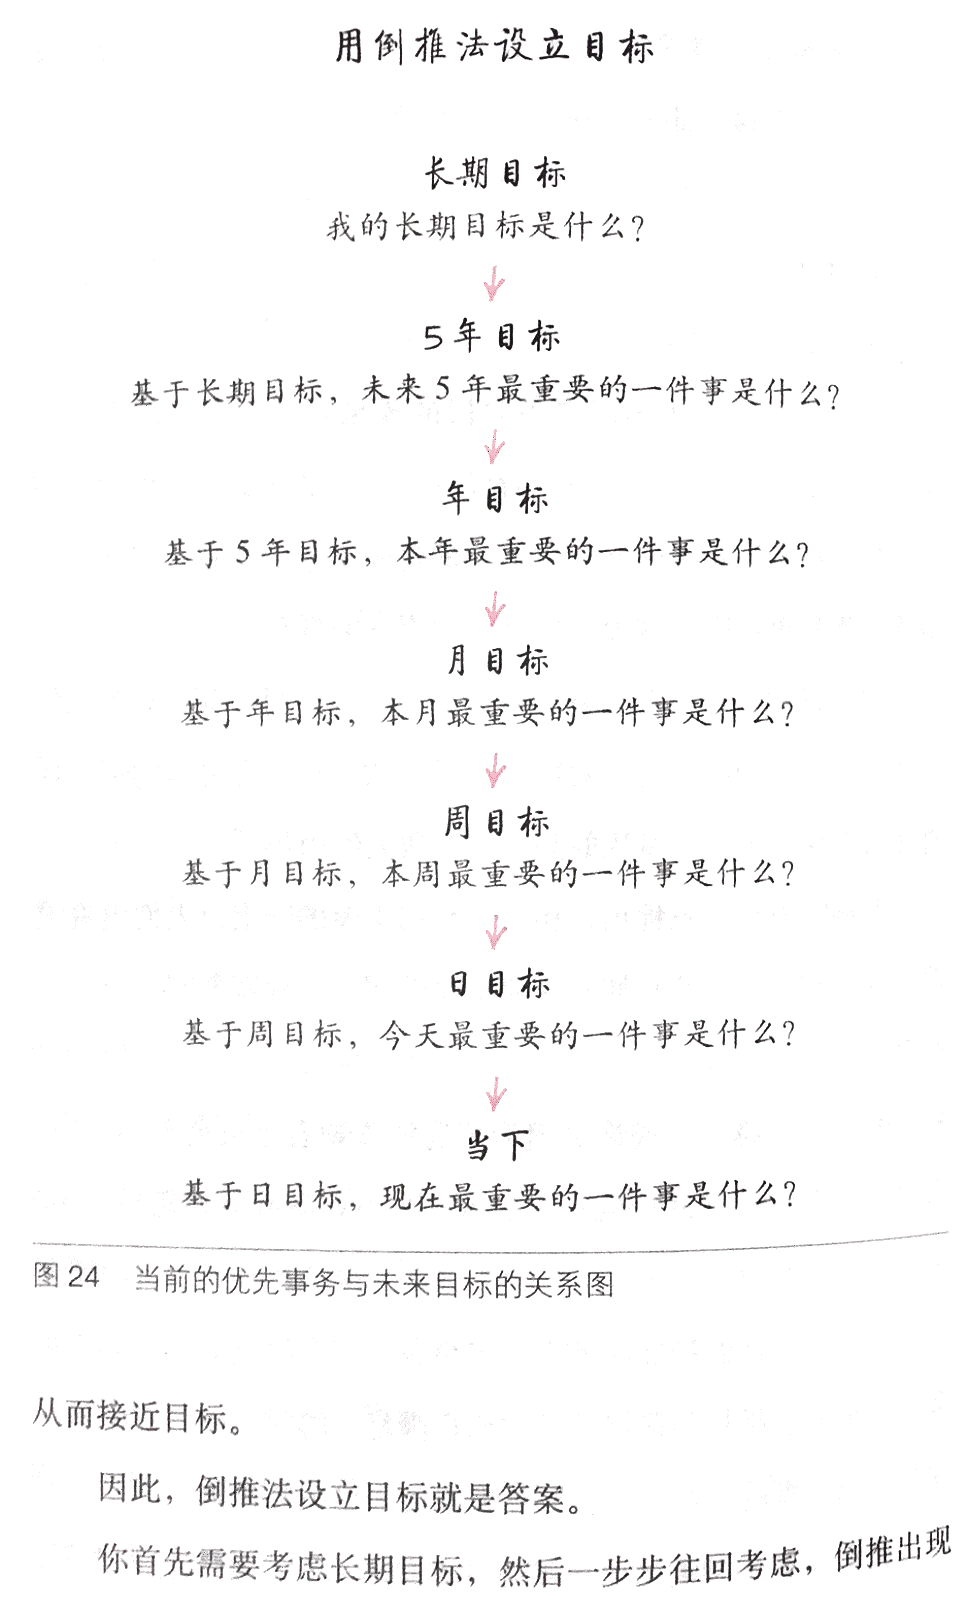 用倒推法设立目标
长期目标
我的长期目标是什么？
5年目标
基于长期目标，未来5年最重要的一件事是什么？
年目标
基于5年目标，本年最重要的一件事是什么？
月目标
基于年目标，本月最重要的一件事是什么？
周目标
基于月目标，本周最重要的一件事是什么？
日目标
基于周目标，今天最重要的一件事是什么？
当下
基于日目标，现在最重要的一件事是什么？
图24 当前的优先事务与未来目标的关系图
从而接近目标。
因此，倒推法设立目标就是答案。
你首先需要考虑长期目标，然后一步步往回考虑，倒推出现